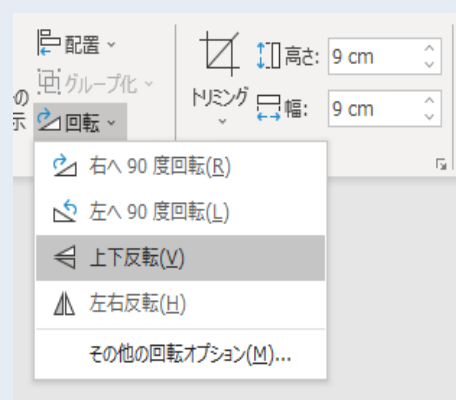 配置
グループ化
の
示
回転
トリミング
高さ:
9 cm
幅:
9 cm
右へ 90 度回転(R)
左へ 90 度回転(L)
上下反転(V)
左右反転(H)
その他の回転オプション(M)...